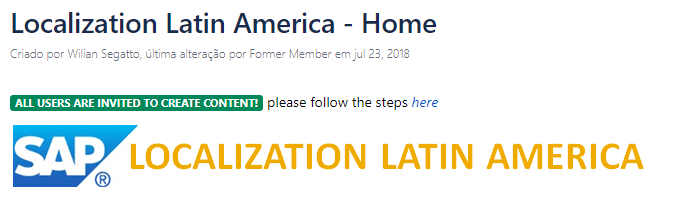 Localization Latin America - Home
Criado por Wilian Segatto, última alteração por Former Member em jul 23, 2018
ALL USERS ARE INVITED TO CREATE CONTENT! please follow the steps here
SAP® LOCALIZATION LATIN AMERICA